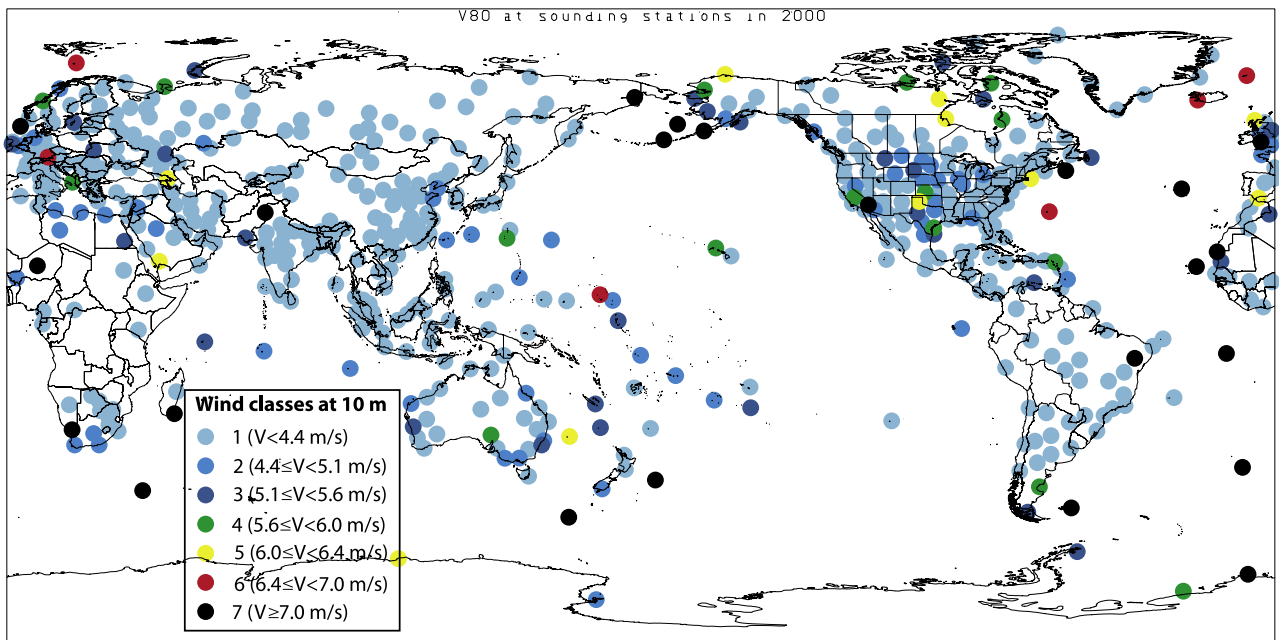 V80 at sounding stations in 2000
Wind classes at 10 m
1 (V<4.4 m/s)
2 (4.4≤V<5.1 m/s)
3 (5.1≤V<5.6 m/s)
4 (5.6≤V<6.0 m/s)
5 (6.0≤V<6.4 m/s)
6 (6.4≤V<7.0 m/s)
7 (V≥7.0 m/s)